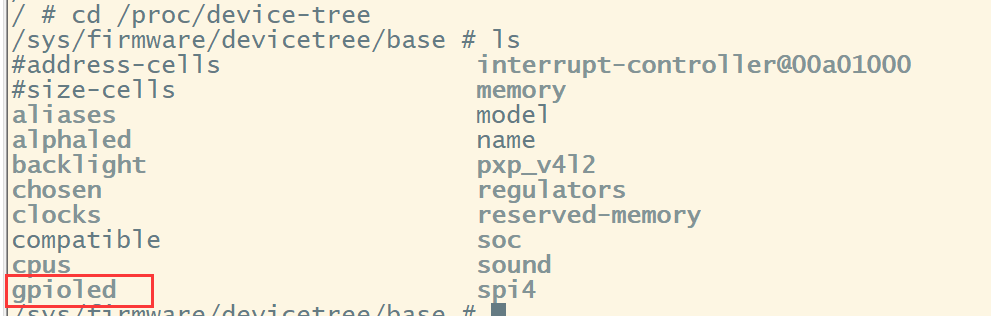 / # cd /proc/device-tree
/sys/firmware/devicetree/base # ls
#address-cells interrupt-controller@00a01000
#size-cells memory
aliases model
alphaled name
backlight pxp_v4l2
chosen regulators
clocks reserved-memory
compatible soc
cpus sound
gpioled spi4
/sys/firmware/devicetree/base #